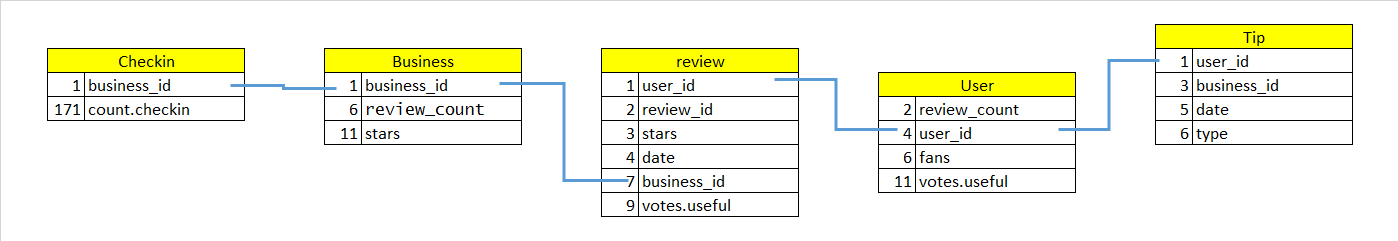 Checkin
1 business_id
171 count.checkin
Business
1 business_id
6 review_count
11 stars
review
1 user_id
2 review_id
3 stars
4 date
7 business_id
9 votes.useful
User
2 review_count
4 user_id
6 fans
11 votes.useful
Tip
1 user_id
3 business_id
5 date
6 type